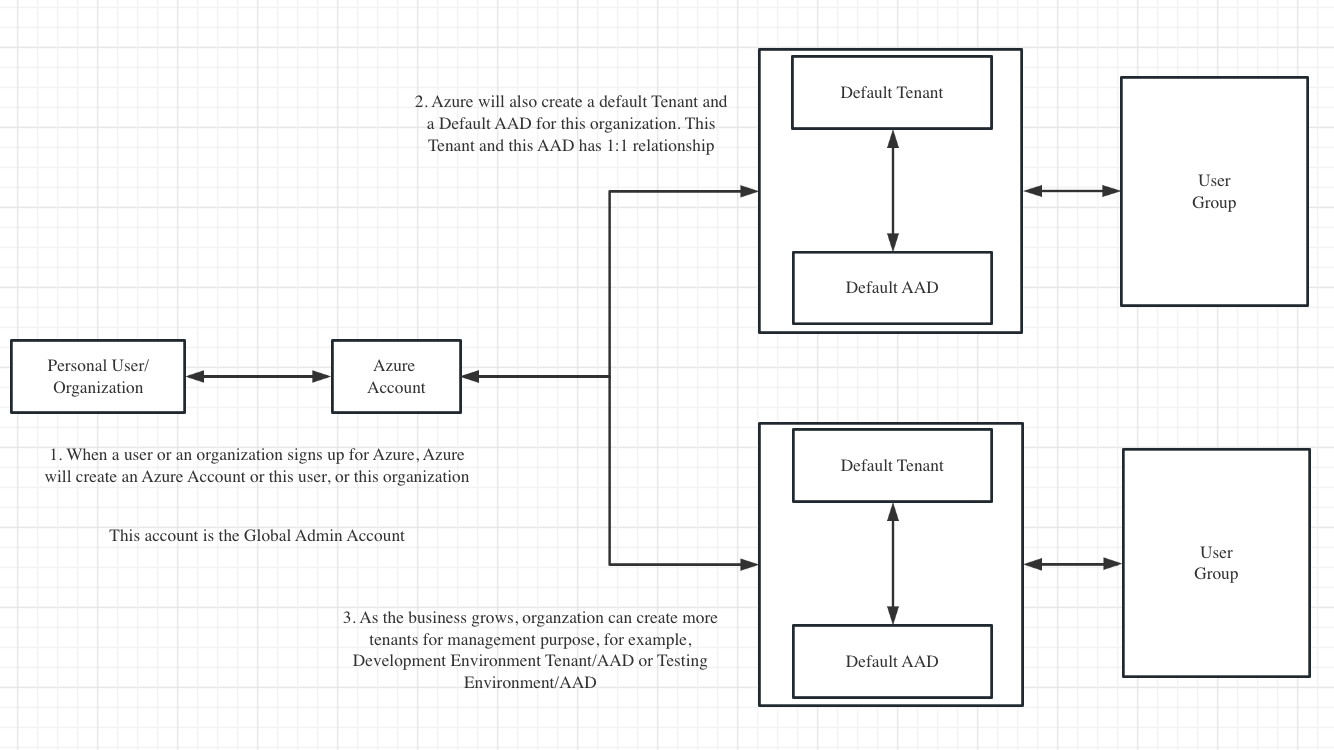 2. Azure will also create a default Tenant and
a Default AAD for this organization. This
Tenant and this AAD has 1:1 relationship
Default Tenant
Default AAD
User
Group
Personal User/
Organization
Azure
Account
1. When a user or an organization signs up for Azure, Azure
will create an Azure Account or this user, or this organization
This account is the Global Admin Account
3. As the business grows, organzation can create more
tenants for management purpose, for example,
Development Environment Tenant/AAD or Testing
Environment/AAD
Default Tenant
Default AAD
User
Group